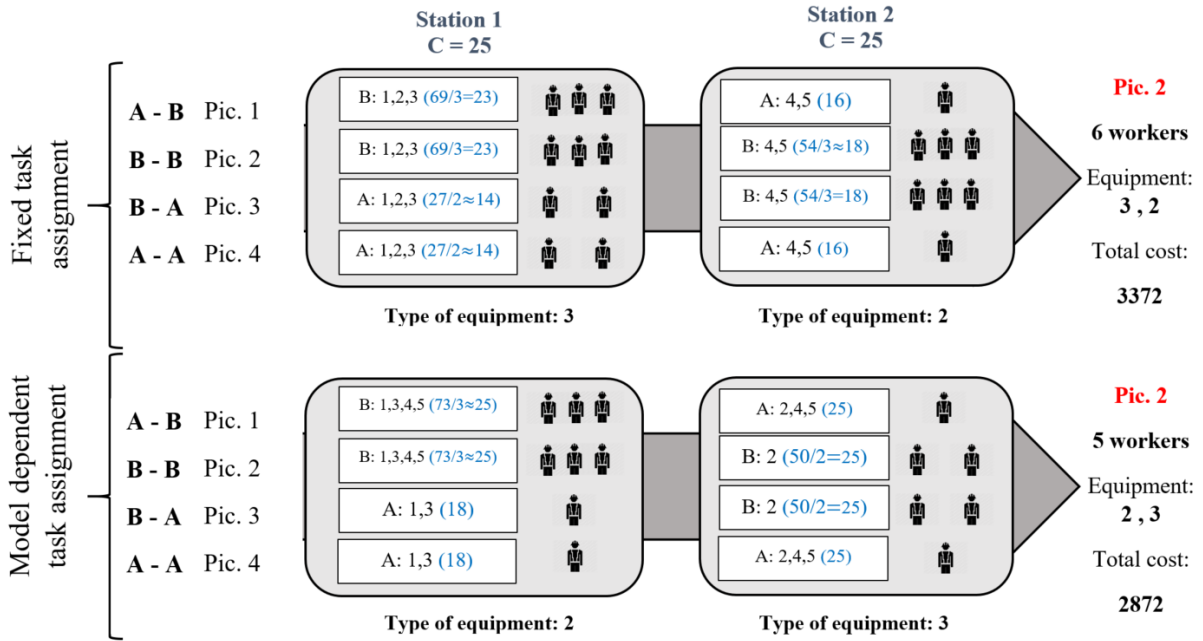 Station 1
C = 25
Station 2
C = 25
Fixed task
assignment
A - B Pic. 1
B - B Pic. 2
B - A Pic. 3
A - A Pic. 4
B: 1,2,3 (69/3=23)
B: 1,2,3 (69/3=23)
A: 1,2,3 (27/2≈14)
A: 1,2,3 (27/2≈14)
Type of equipment: 3
A: 4,5 (16)
B: 4,5 (54/3≈18)
B: 4,5 (54/3=18)
A: 4,5 (16)
Type of equipment: 2
Pic. 2
6 workers
Equipment:
3 , 2
Total cost:
3372
Model dependent
task assignment
A - B Pic. 1
B - B Pic. 2
B - A Pic. 3
A - A Pic. 4
B: 1,3,4,5 (73/3≈25)
B: 1,3,4,5 (73/3≈25)
A: 1,3 (18)
A: 1,3 (18)
Type of equipment: 2
A: 2,4,5 (25)
B: 2 (50/2=25)
B: 2 (50/2=25)
A: 2,4,5 (25)
Type of equipment: 3
Pic. 2
5 workers
Equipment:
2 , 3
Total cost:
2872